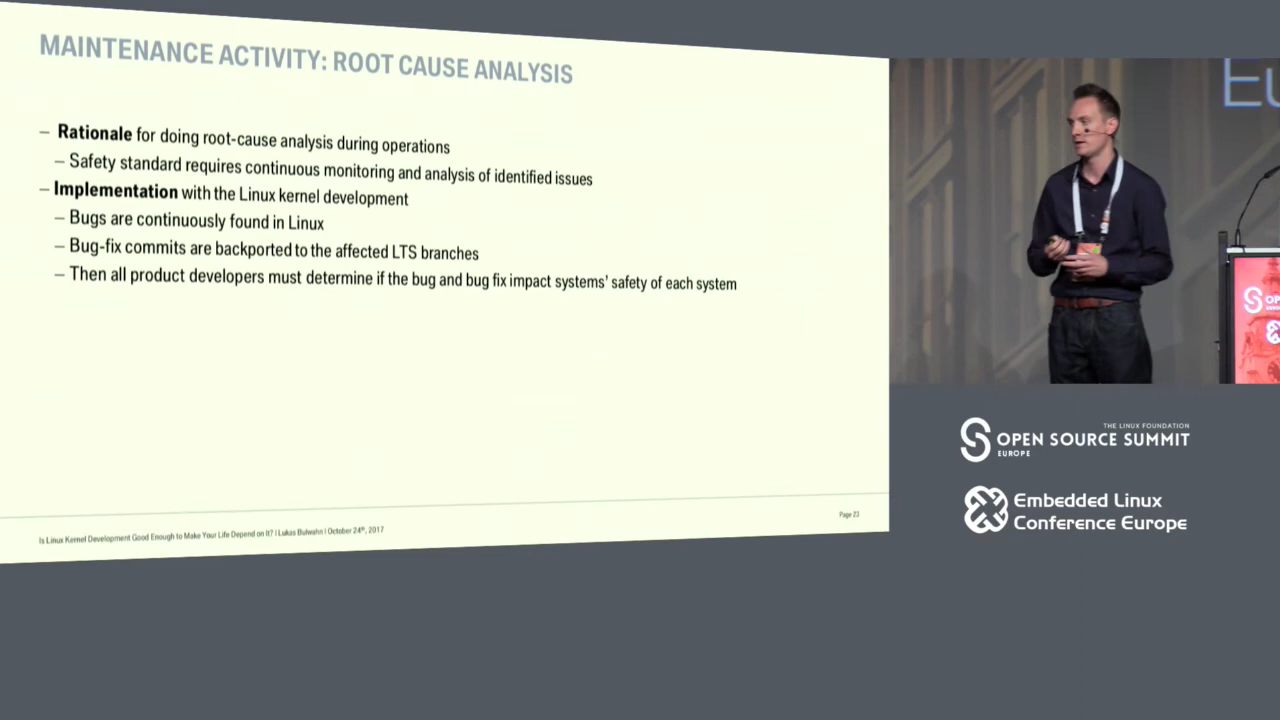 MAINTENANCE ACTIVITY: ROOT CAUSE ANALYSIS
– Rationale for doing root-cause analysis during operations
– Safety standard requires continuous monitoring and analysis of identified issues
– Implementation with the Linux kernel development
– Bugs are continuously found in Linux
– Bug-fix commits are backported to the affected LTS branches
– Then all product developers must determine if the bug and bug fix impact systems' safety of each system
Is Linux Kernel Development Good Enough to Make Your Life Depend on It? | Lukas Bulwahn | October 24th, 2017
Page 23
Eu
THE LINUX FOUNDATION
OPEN SOURCE SUMMIT
EUROPE
Embedded Linux
Conference Europe